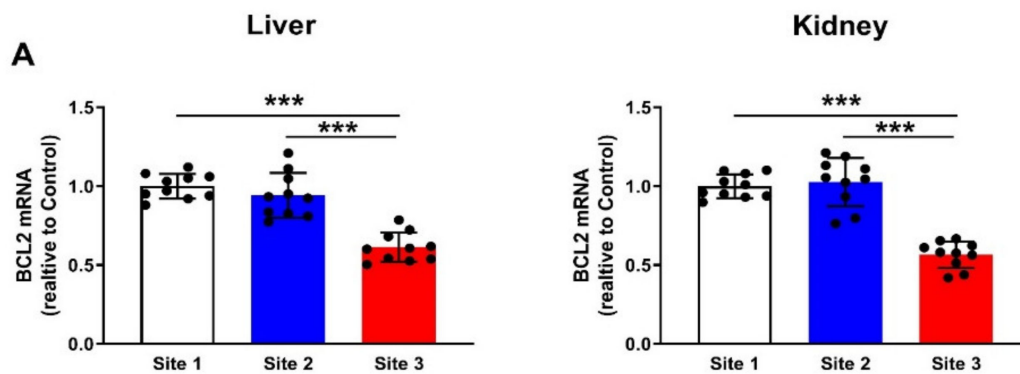 Liver
Kidney
A
BCL2 mRNA
(realtive to Control)
1.5
1.0
0.5
0.0
***
***
Site 1 Site 2 Site 3
BCL2 mRNA
(realtive to Control)
1.5
1.0
0.5
0.0
***
***
Site 1 Site 2 Site 3